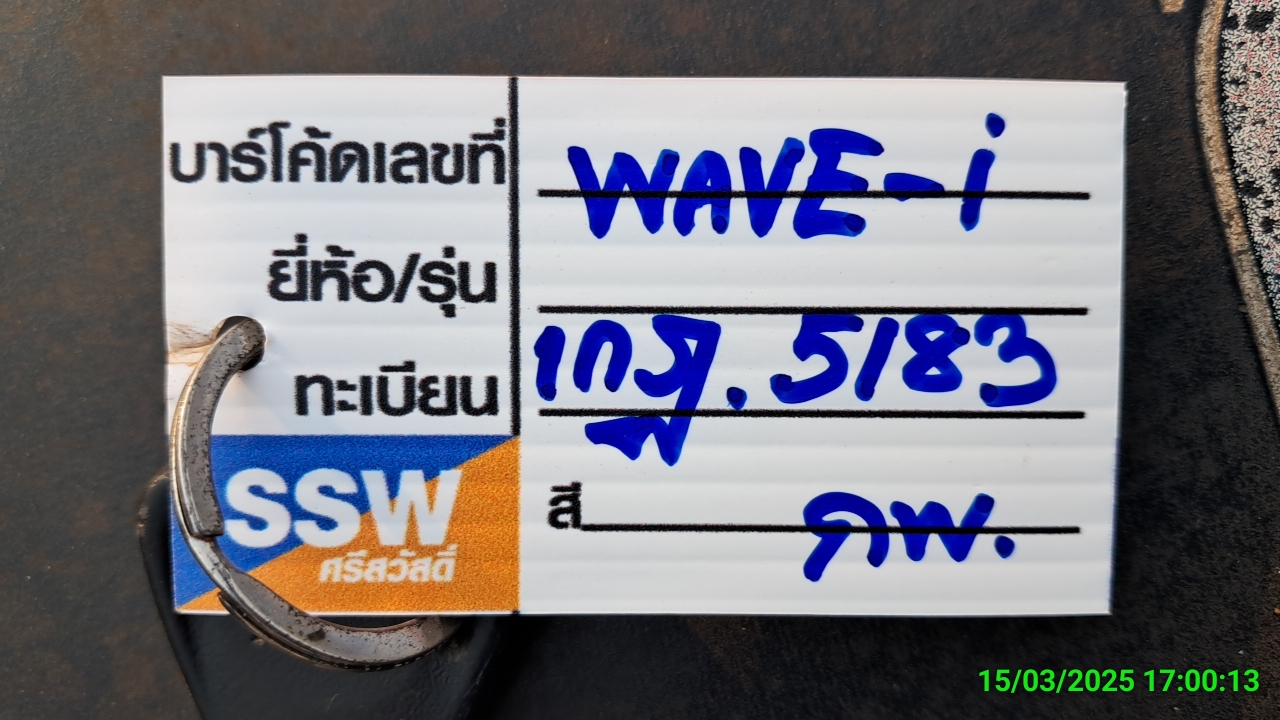 บาร์โค้ดเลขที่ WAVE-i
ยี่ห้อ/รุ่น
ทะเบียน 1กฎ. 5183
SSW
ศรีสวัสดิ์
สี กพ.
15/03/2025 17:00:13